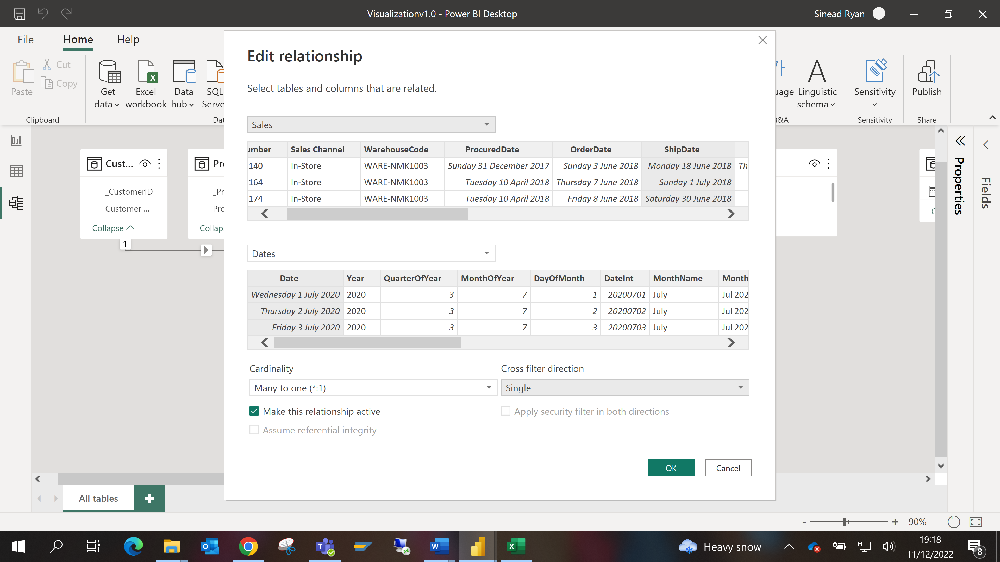 Visualizationv1.0 - Power BI Desktop
Sinead Ryan
File Home Help
Paste
Cut
Copy
Clipboard
Get data
Excel workbook
Data hub
SQL Serve
Dat
uage
Linguistic schema
Q&A
Sensitivity
Sensitivity
Publish
Share
Edit relationship
Select tables and columns that are related.
Sales
umber Sales Channel WarehouseCode ProcuredDate OrderDate ShipDate
0140 In-Store WARE-NMK1003 Sunday 31 December 2017 Sunday 3 June 2018 Monday 18 June 2018 Th
0164 In-Store WARE-NMK1003 Tuesday 10 April 2018 Thursday 7 June 2018 Sunday 1 July 2018
0174 In-Store WARE-NMK1003 Tuesday 10 April 2018 Friday 8 June 2018 Saturday 30 June 2018
Dates
Date Year QuarterOfYear MonthOfYear DayOfMonth DateInt MonthName Month
Wednesday 1 July 2020 2020 3 7 1 20200701 July Jul 202
Thursday 2 July 2020 2020 3 7 2 20200702 July Jul 202
Friday 3 July 2020 2020 3 7 3 20200703 July Jul 202
Cardinality
Cross filter direction
Many to one (*:1)
Single
Make this relationship active
Apply security filter in both directions
Assume referential integrity
OK
Cancel
Cust...
_CustomerID
Customer ...
Collapse
1
Pro
_Pr
Pro
Collaps
Properties
Fields
All tables
+
- + 90%
Heavy snow
19:18
11/12/2022
8